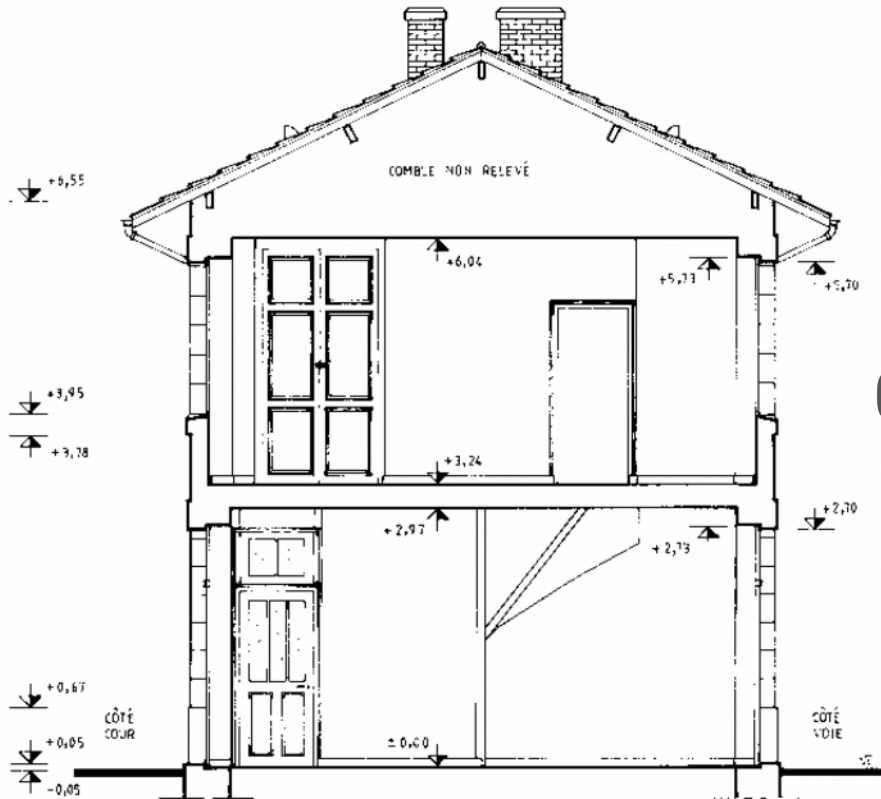 COMBLE NON RELEVÉ
+6,55
+6,04
+5,73
+5,70
+3,95
+3,78
+3,24
+2,97
+2,70
+2,73
+0,67
CÔTÉ
COUR
CÔTÉ
VOIE
+0,05
±0,00
-0,05